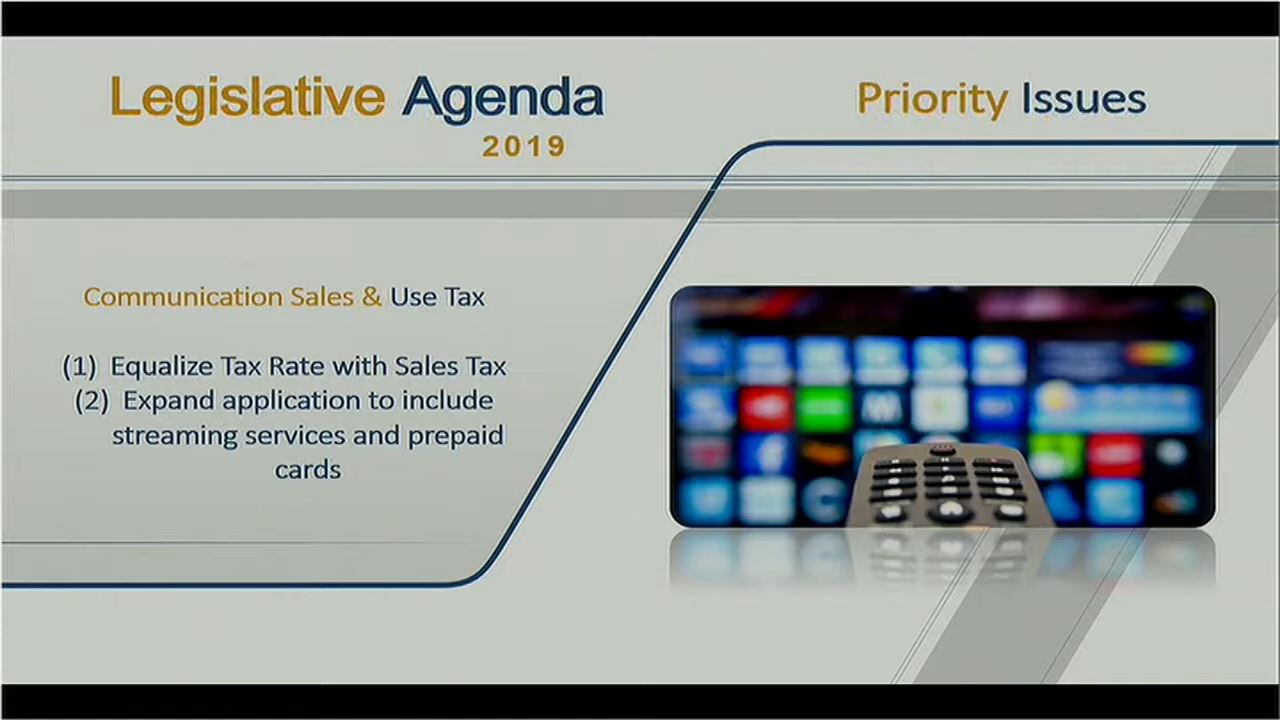 Legislative Agenda
2019
Priority Issues
Communication Sales & Use Tax
(1) Equalize Tax Rate with Sales Tax
(2) Expand application to include
streaming services and prepaid
cards